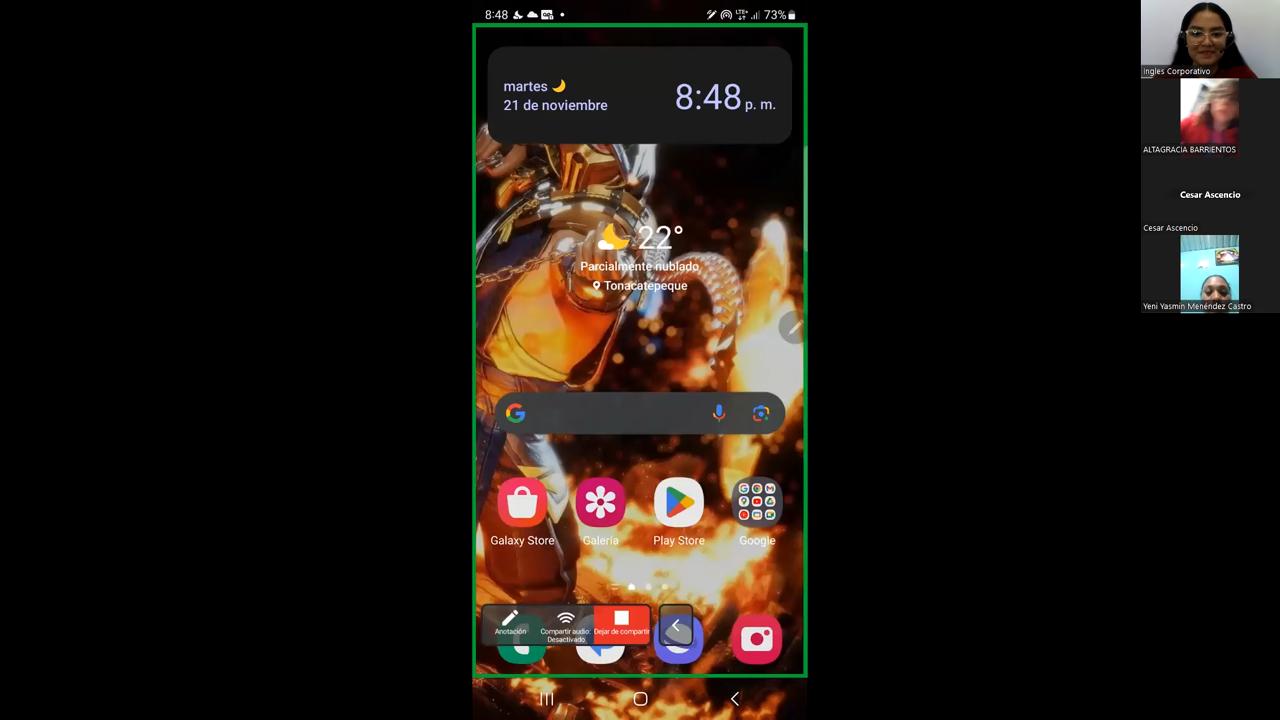 8:48
LTE+
73%
martes
21 de noviembre
8:48 p. m.
22°
Parcialmente nublado
Tonacatepeque
Galaxy Store
Galería
Play Store
Google
Anotación
Compartir audio:
Desactivado
Dejar de compartir
Ingles Corporativo
ALTAGRACIA BARRIENTOS
Cesar Ascencio
Cesar Ascencio
Yeni Yasmin Menéndez Castro